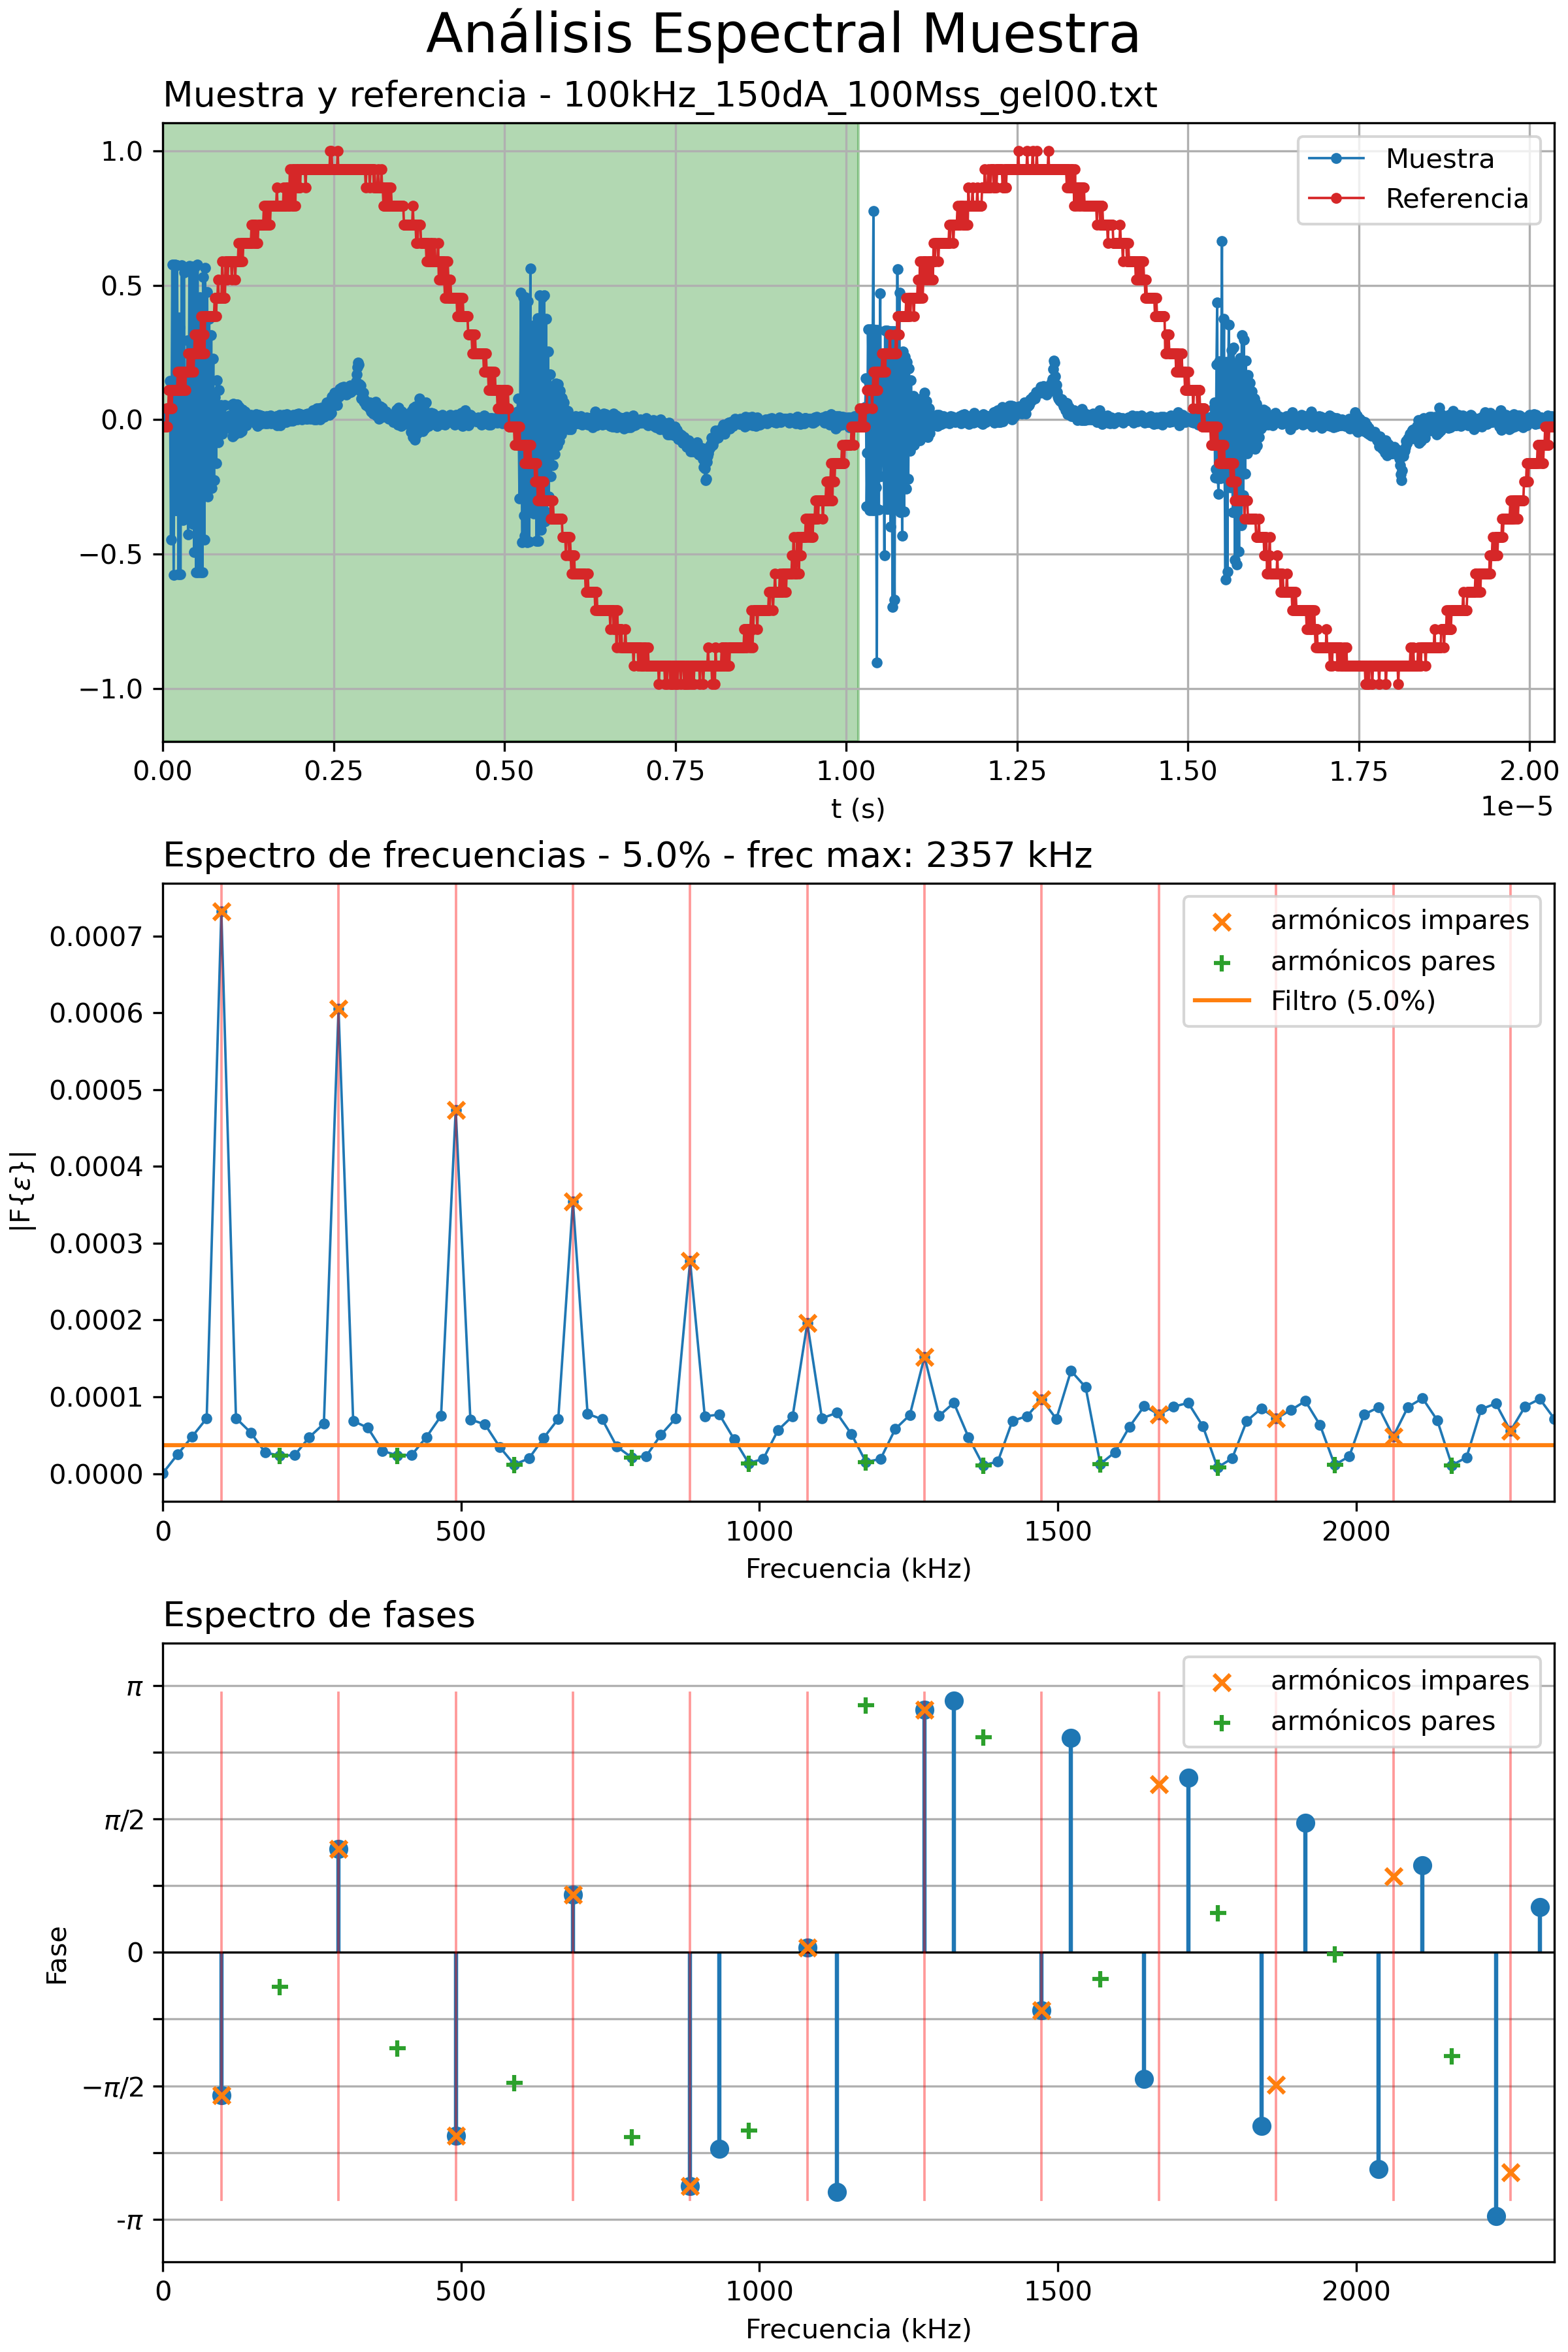 Análisis Espectral Muestra
Muestra y referencia - 100kHz_150dA_100Mss_gel00.txt
1.0
0.5
0.0
−0.5
−1.0
Muestra
Referencia
0.00 0.25 0.50 0.75 1.00 1.25 1.50 1.75 2.00
t (s)
1e−5
Espectro de frecuencias - 5.0% - frec max: 2357 kHz
|F{ε}|
0.0007
0.0006
0.0005
0.0004
0.0003
0.0002
0.0001
0.0000
armónicos impares
armónicos pares
Filtro (5.0%)
0 500 1000 1500 2000
Frecuencia (kHz)
Espectro de fases
Fase
π
π/2
0
−π/2
-π
armónicos impares
armónicos pares
0 500 1000 1500 2000
Frecuencia (kHz)